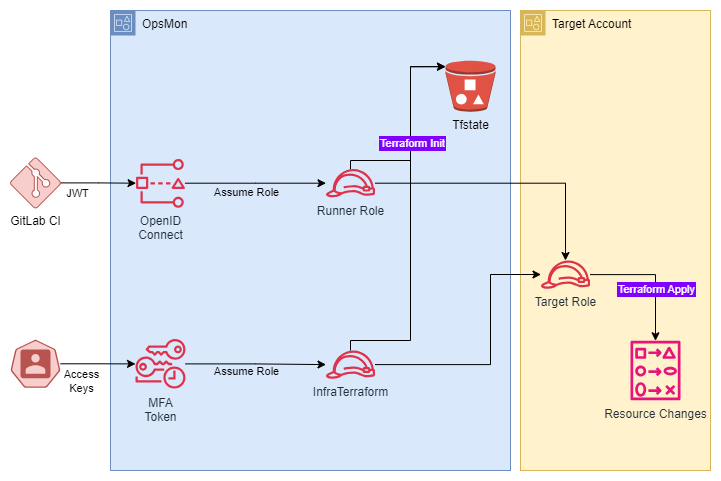 OpsMon
Target Account
Tfstate
Terraform Init
GitLab CI
JWT
OpenID
Connect
Assume Role
Runner Role
Target Role
Terraform Apply
Access
Keys
MFA
Token
Assume Role
InfraTerraform
Resource Changes